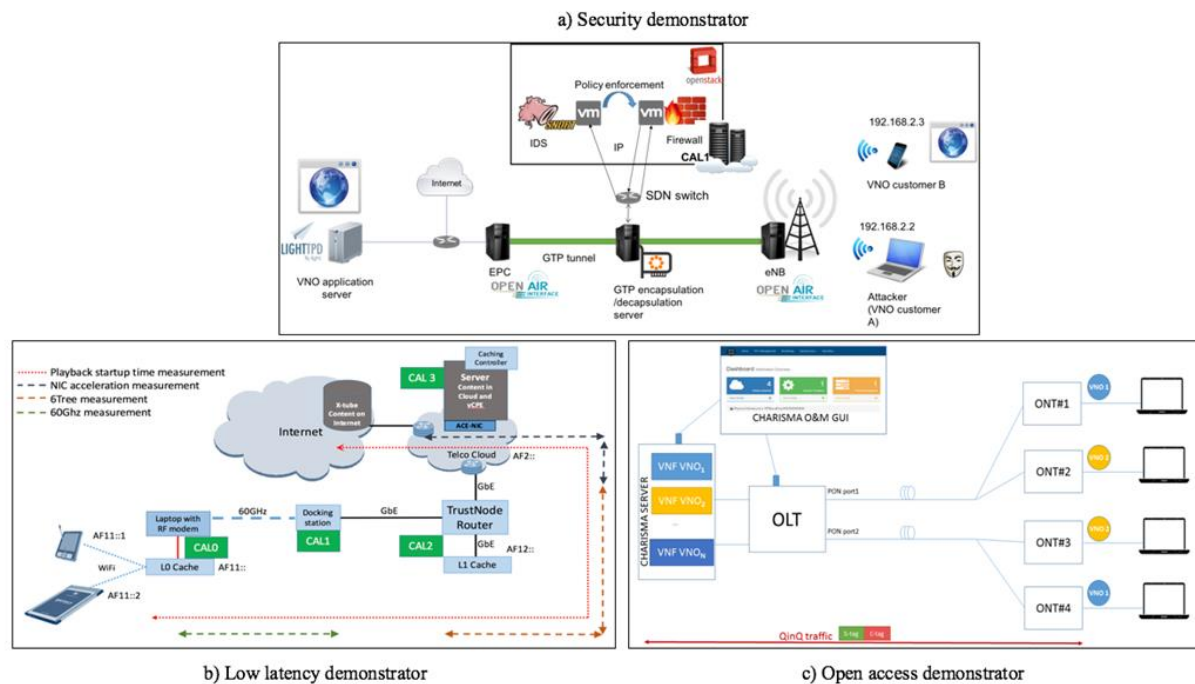 a) Security demonstrator
openstack
Policy enforcement
vm
vm
IDS
IP
Firewall
CAL1
192.168.2.3
VNO customer B
Internet
SDN switch
192.168.2.2
LIGHTTPD
fly light.
VNO application
server
EPC
GTP tunnel
eNB
OPEN AIR
INTERFACE
GTP encapsulation
/decapsulation
server
OPEN AIR
INTERFACE
Attacker
(VNO customer
A)
Playback startup time measurement
NIC acceleration measurement
6Tree measurement
60Ghz measurement
Caching
Controller
CAL 3
Server
Content in
Cloud and
vCPE
ACE-NIC
X-tube
Content on
Internet
Internet
Telco Cloud
AF2::
GbE
Laptop with
RF modem
60GHz
Docking
station
GbE
TrustNode
Router
CAL0
CAL1
CAL2
GbE
AF12::
AF11::1
WiFi
L0 Cache
AF11::
L1 Cache
AF11::2
b) Low latency demonstrator
Dashboard
4
CHARISMA O&M GUI
CHARISMA SERVER
VNF VNO1
VNF VNO2
...
VNF VNON
OLT
PON port1
PON port2
ONT#1
VNO 1
ONT#2
VNO 2
ONT#3
VNO 2
ONT#4
VNO 1
QinQ traffic
S-tag
C-tag
c) Open access demonstrator